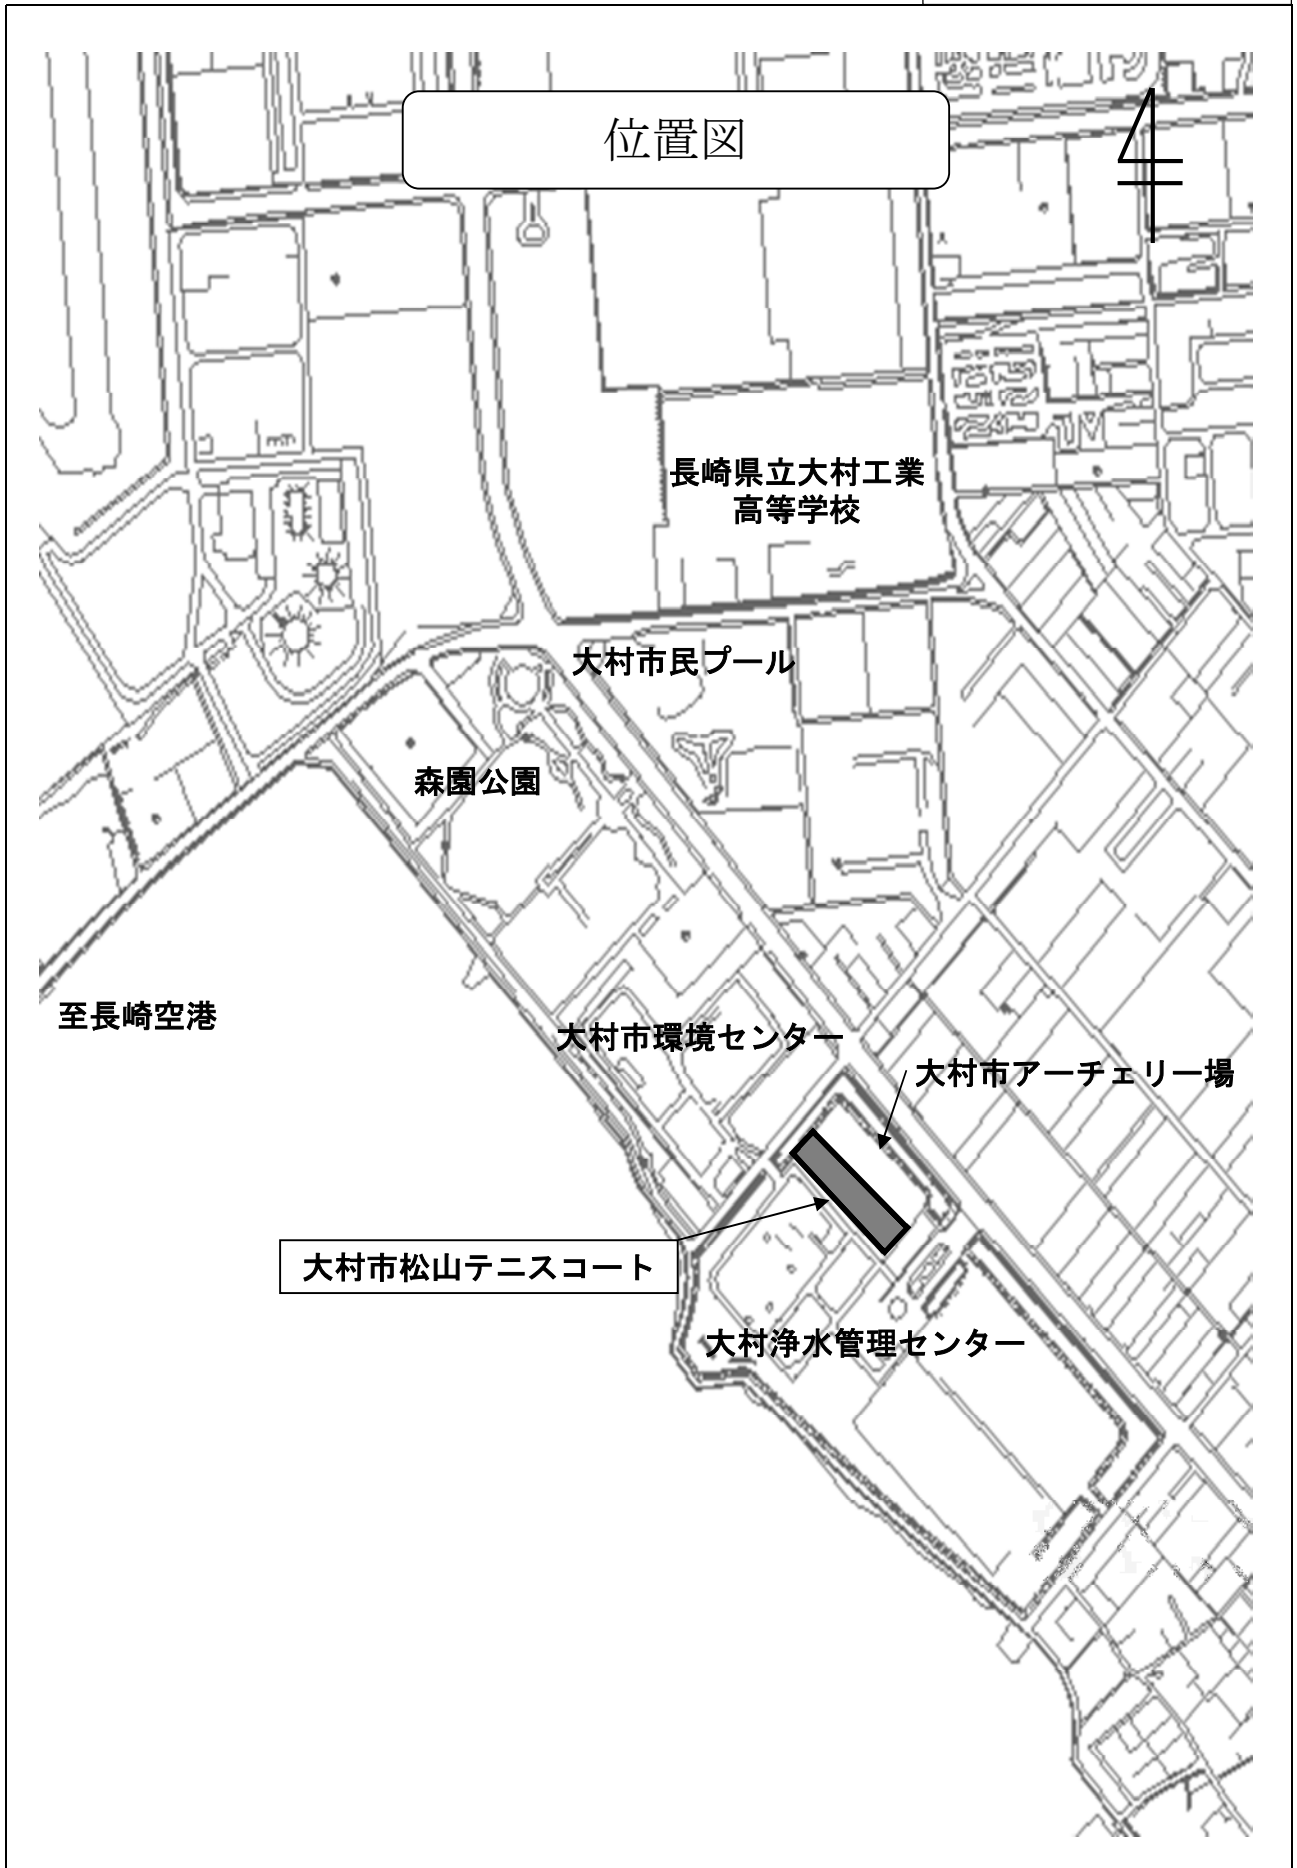 位置図
長崎県立大村工業
高等学校
大村市民プール
森園公園
至長崎空港
大村市環境センター
大村市アーチェリー場
大村市松山テニスコート
大村浄水管理センター